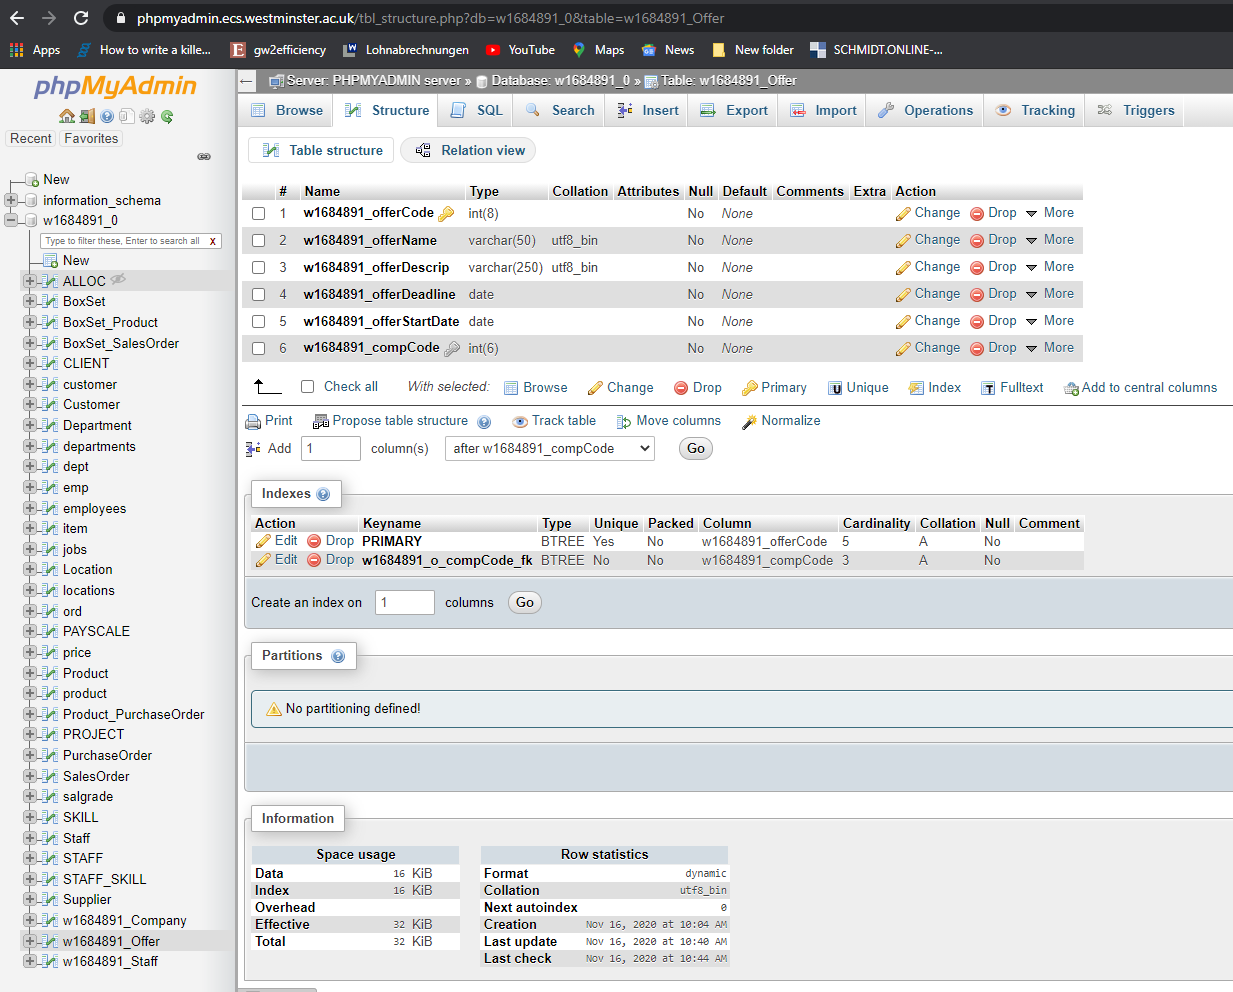 phpmyadmin.ecs.westminster.ac.uk/tbl_structure.php?db=w1684891_0&table=w1684891_Offer
Apps How to write a kille... gw2efficiency Lohnabrechnungen YouTube Maps News New folder SCHMIDT.ONLINE-...
phpMyAdmin
Recent Favorites
New
information_schema
w1684891_0
Type to filter these, Enter to search all X
New
ALLOC
BoxSet
BoxSet_Product
BoxSet_SalesOrder
CLIENT
customer
Customer
Department
departments
dept
emp
employees
item
jobs
Location
locations
ord
PAYSCALE
price
Product
product
Product_PurchaseOrder
PROJECT
PurchaseOrder
SalesOrder
salgrade
SKILL
Staff
STAFF
STAFF_SKILL
Supplier
w1684891_Company
w1684891_Offer
w1684891_Staff
Server: PHPMYADMIN server » Database: w1684891_0 » Table: w1684891_Offer
Browse Structure SQL Search Insert Export Import Operations Tracking Triggers
Table structure Relation view
# Name Type Collation Attributes Null Default Comments Extra Action
1 w1684891_offerCode int(8) No None Change Drop More
2 w1684891_offerName varchar(50) utf8_bin No None Change Drop More
3 w1684891_offerDescrip varchar(250) utf8_bin No None Change Drop More
4 w1684891_offerDeadline date No None Change Drop More
5 w1684891_offerStartDate date No None Change Drop More
6 w1684891_compCode int(6) No None Change Drop More
Check all With selected: Browse Change Drop Primary Unique Index Fulltext Add to central columns
Print Propose table structure Track table Move columns Normalize
Add 1 column(s) after w1684891_compCode Go
Indexes
Action Keyname Type Unique Packed Column Cardinality Collation Null Comment
Edit Drop PRIMARY BTREE Yes No w1684891_offerCode 5 A No
Edit Drop w1684891_o_compCode_fk BTREE No No w1684891_compCode 3 A No
Create an index on 1 columns Go
Partitions
No partitioning defined!
Information
Space usage
Data 16 KiB
Index 16 KiB
Overhead
Effective 32 KiB
Total 32 KiB
Row statistics
Format dynamic
Collation utf8_bin
Next autoindex 0
Creation Nov 16, 2020 at 10:04 AM
Last update Nov 16, 2020 at 10:40 AM
Last check Nov 16, 2020 at 10:44 AM